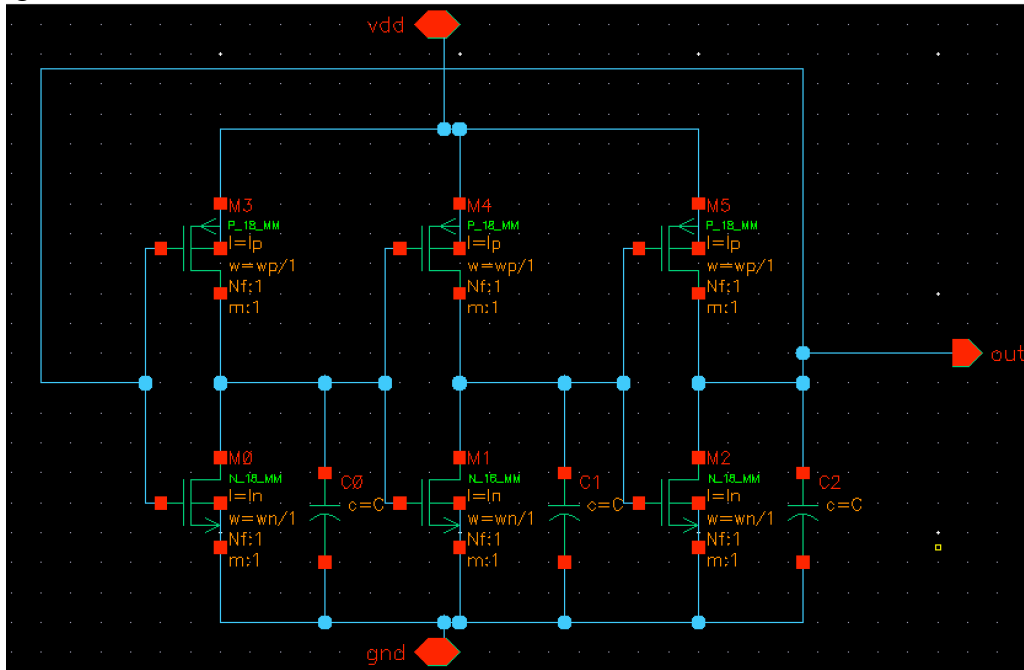 vdd
M3
P_18_MM
l=lp
w=wp/1
Nf:1
m:1
M4
P_18_MM
l=lp
w=wp/1
Nf:1
m:1
M5
P_18_MM
l=lp
w=wp/1
Nf:1
m:1
out
M0
N_18_MM
l=ln
w=wn/1
Nf:1
m:1
C0
c=C
M1
N_18_MM
l=ln
w=wn/1
Nf:1
m:1
C1
c=C
M2
N_18_MM
l=ln
w=wn/1
Nf:1
m:1
C2
c=C
gnd